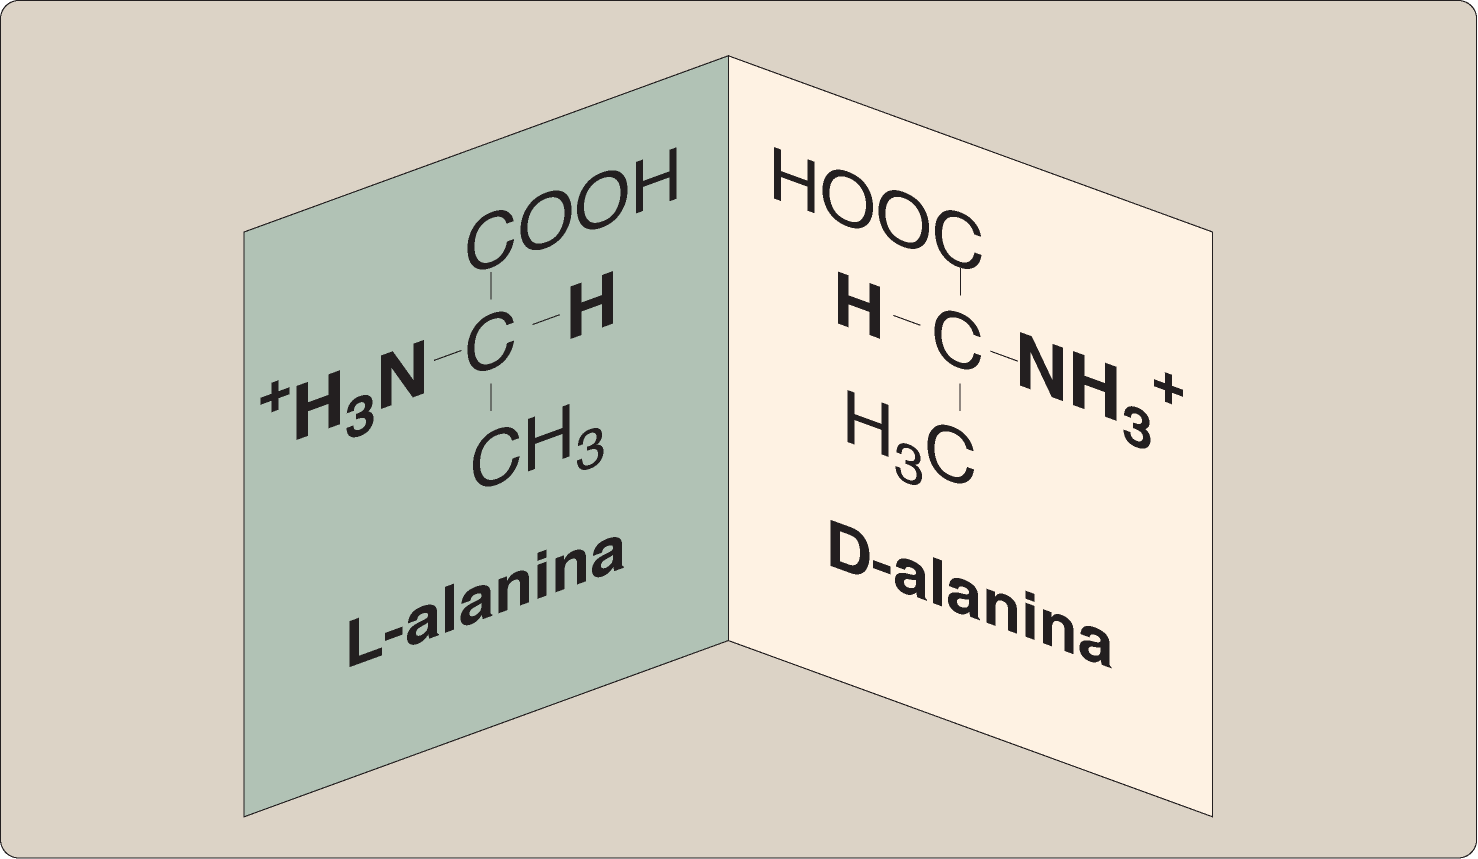 COOH
⁺H₃N–C–H
CH₃
L-alanina
HOOC
H–C–NH₃⁺
H₃C
D-alanina